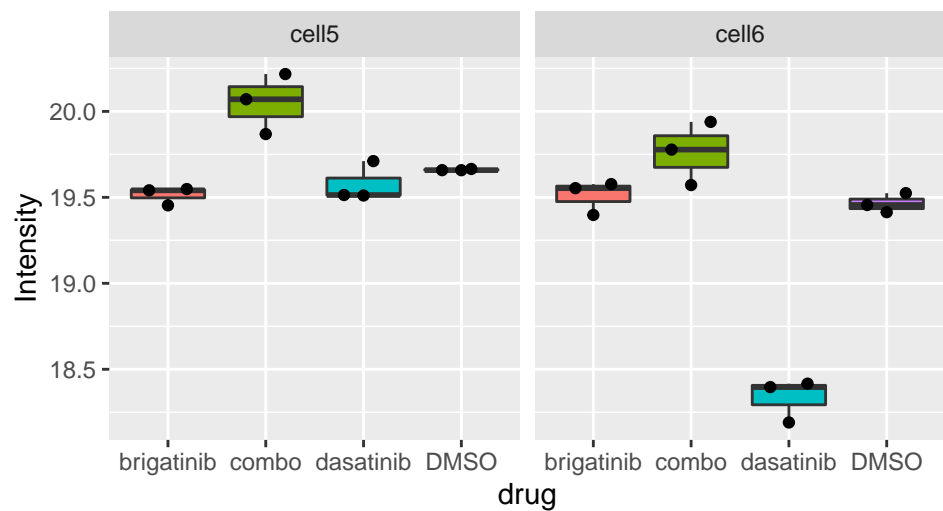 cell5 cell6
Intensity
20.0
19.5
19.0
18.5
brigatinib combo dasatinib DMSO brigatinib combo dasatinib DMSO
drug